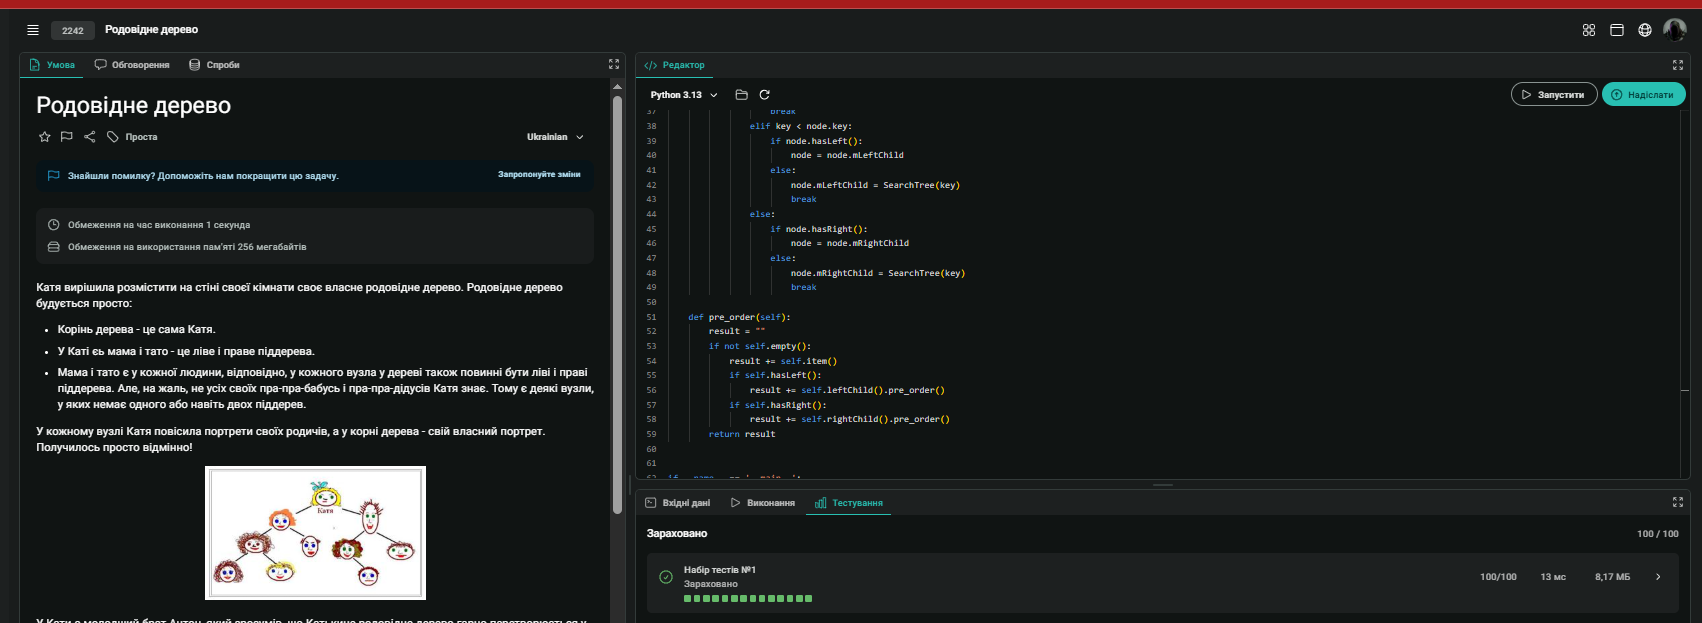 2242 Родовідне дерево
Умова Обговорення Спроби
Родовідне дерево
Проста Ukrainian
Знайшли помилку? Допоможіть нам покращити цю задачу. Запропонуйте зміни
Обмеження на час виконання 1 секунда
Обмеження на використання пам'яті 256 мегабайтів
Катя вирішила розмістити на стіні своєї кімнати своє власне родовідне дерево. Родовідне дерево
будується просто:
• Корінь дерева - це сама Катя.
• У Каті єь мама і тато - це ліве і праве піддерева.
• Мама і тато є у кожної людини, відповідно, у кожного вузла у дереві також повинні бути ліві і праві
піддерева. Але, на жаль, не усіх своїх пра-пра-бабусь і пра-пра-дідусів Катя знає. Тому є деякі вузли,
у яких немає одного або навіть двох піддерев.
У кожному вузлі Катя повісила портрети своїх родичів, а у корні дерева - свій власний портрет.
Получилось просто відмінно!
Катя
У Кати є молодший брат Антон, який зрозумів, що
</> Редактор
Python 3.13 Запустити Надіслати
37 break
38 elif key < node.key:
39 if node.hasLeft():
40 node = node.mLeftChild
41 else:
42 node.mLeftChild = SearchTree(key)
43 break
44 else:
45 if node.hasRight():
46 node = node.mRightChild
47 else:
48 node.mRightChild = SearchTree(key)
49 break
50
51 def pre_order(self):
52 result = ""
53 if not self.empty():
54 result += self.item()
55 if self.hasLeft():
56 result += self.leftChild().pre_order()
57 if self.hasRight():
58 result += self.rightChild().pre_order()
59 return result
60
61
62 if __name__ == '__main__':
Вхідні дані Виконання Тестування
Зараховано 100 / 100
Набір тестів №1
Зараховано
100/100 13 мс 8,17 МБ